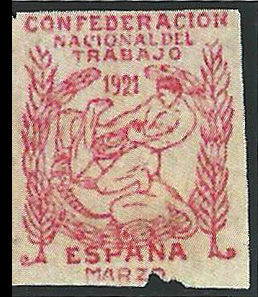 CONFEDERACION
NACIONAL DEL
TRABAJO
1921
ESPAÑA
MARZO